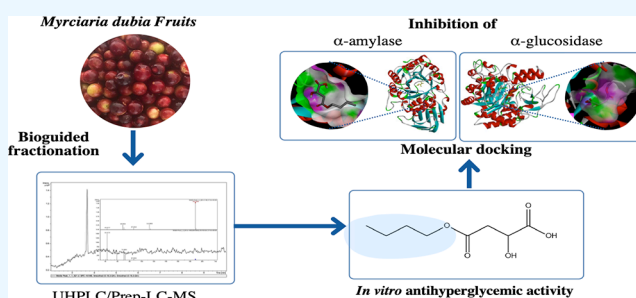 Myrciaria dubia Fruits
Bioguided
fractionation
UHPLC/Prep-LC-MS
Inhibition of
α-amylase
α-glucosidase
Molecular docking
O
O
O
OH
OH
In vitro antihyperglycemic activity